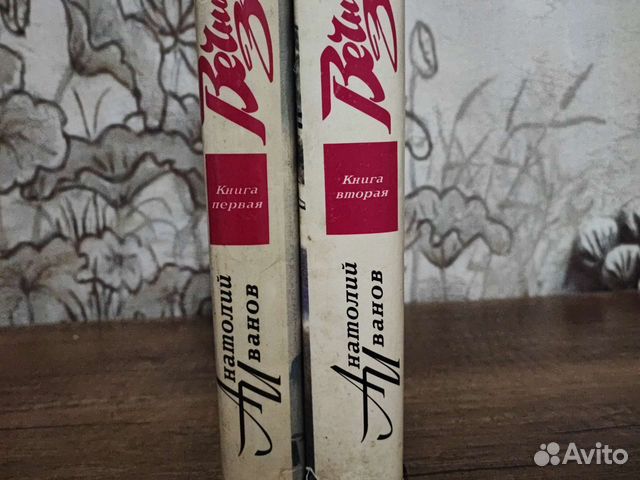 Книга
первая
Анатолий
Иванов
Книга
вторая
Анатолий
Иванов
Avito